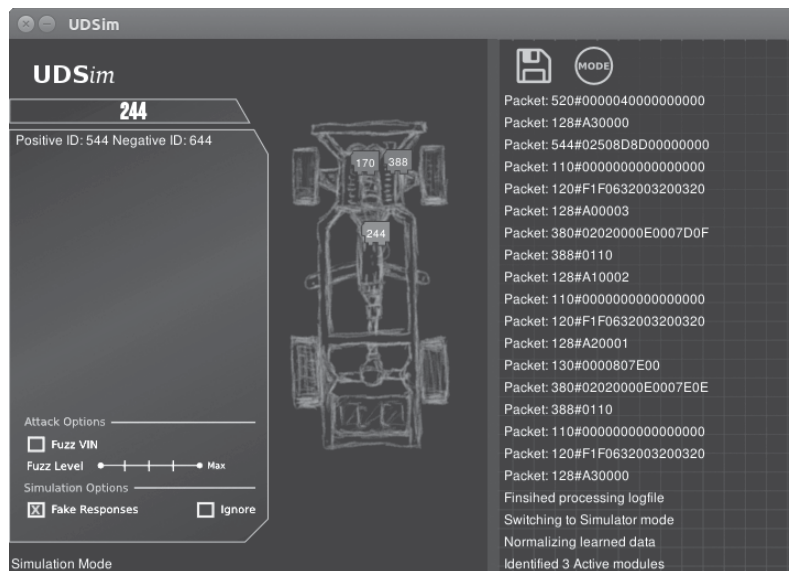 UDSim
UDSim
244
Positive ID: 544 Negative ID: 644
Attack Options
Fuzz VIN
Fuzz Level Max
Simulation Options
X Fake Responses Ignore
Simulation Mode
170 388
244
MODE
Packet: 520#0000040000000000
Packet: 128#A30000
Packet: 544#02508D8D00000000
Packet: 110#0000000000000000
Packet: 120#F1F0632003200320
Packet: 128#A00003
Packet: 380#02020000E0007D0F
Packet: 388#0110
Packet: 128#A10002
Packet: 110#0000000000000000
Packet: 120#F1F0632003200320
Packet: 128#A20001
Packet: 130#0000807E00
Packet: 380#02020000E0007E0E
Packet: 388#0110
Packet: 110#0000000000000000
Packet: 120#F1F0632003200320
Packet: 128#A30000
Finsihed processing logfile
Switching to Simulator mode
Normalizing learned data
Identified 3 Active modules